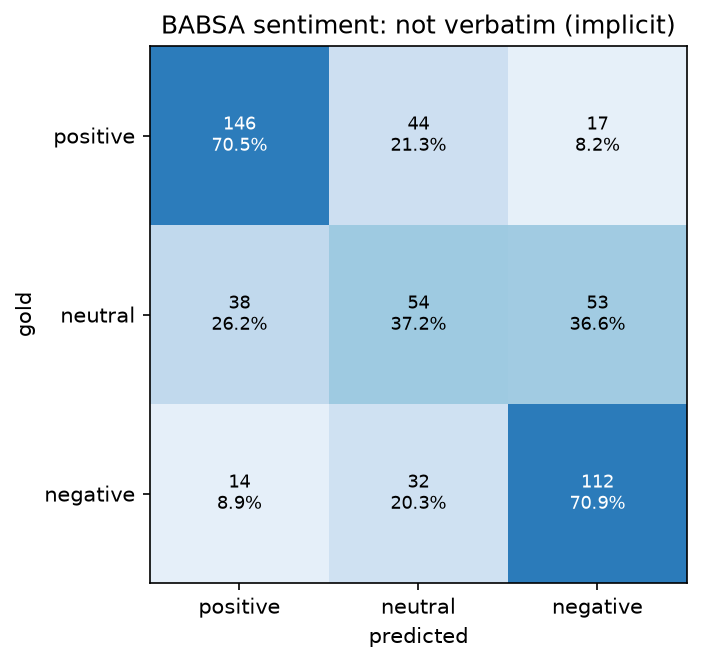 BABSA sentiment: not verbatim (implicit)
positive
146
70.5%
44
21.3%
17
8.2%
gold
neutral
38
26.2%
54
37.2%
53
36.6%
negative
14
8.9%
32
20.3%
112
70.9%
positive
neutral
negative
predicted